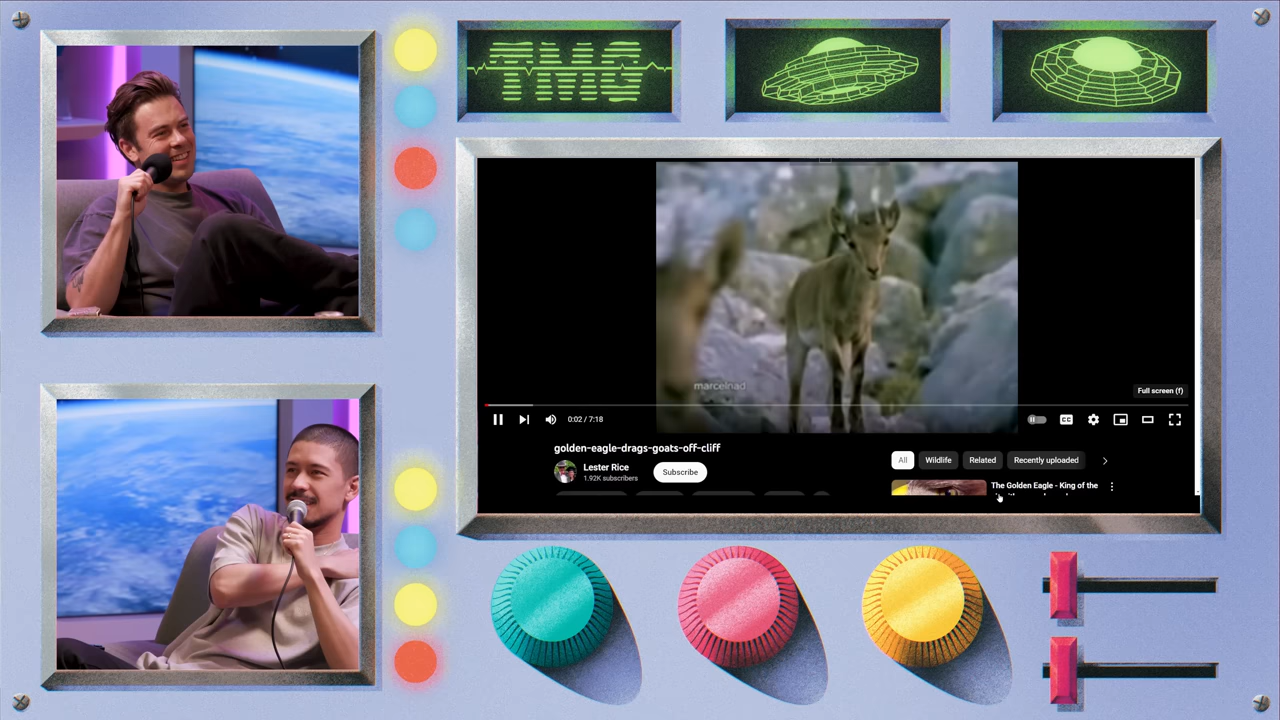 TMG
marcelnad
Full screen (f)
0:02 / 7:18
CC
golden-eagle-drags-goats-off-cliff
Lester Rice
1.92K subscribers
Subscribe
All
Wildlife
Related
Recently uploaded
The Golden Eagle - King of the